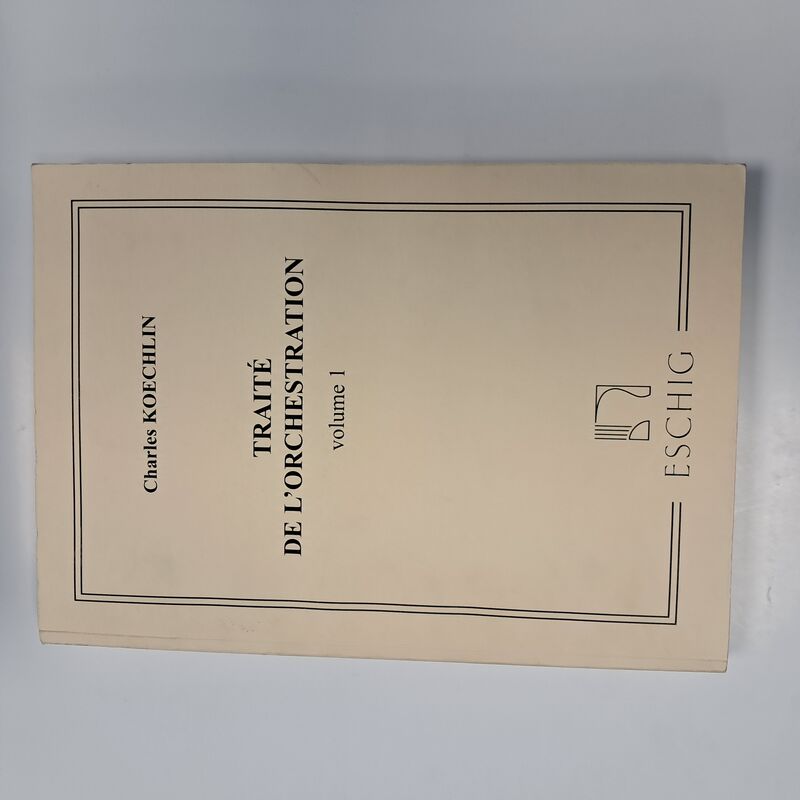 Charles KOECHLIN
TRAITÉ
DE L’ORCHESTRATION
volume 1
ESCHIG